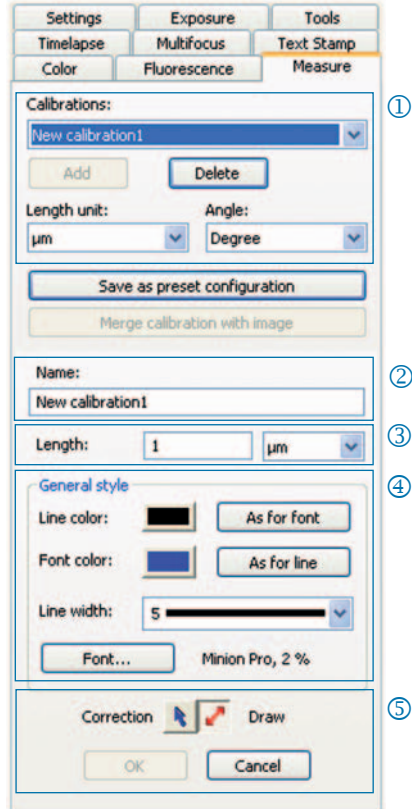 Settings Exposure Tools
Timelapse Multifocus Text Stamp
Color Fluorescence Measure
Calibrations: ①
New calibration1
Add Delete
Length unit: Angle:
µm Degree
Save as preset configuration
Merge calibration with image
Name: ②
New calibration1
Length: 1 µm ③
General style ④
Line color: As for font
Font color: As for line
Line width: 5
Font... Minion Pro, 2 %
Correction Draw ⑤
OK Cancel